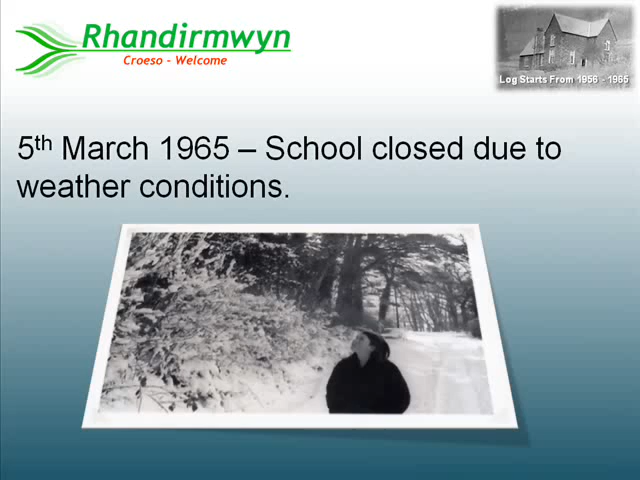 Rhandirmwyn
Croeso - Welcome
Log Starts From 1956 - 1965
5th March 1965 – School closed due to
weather conditions.